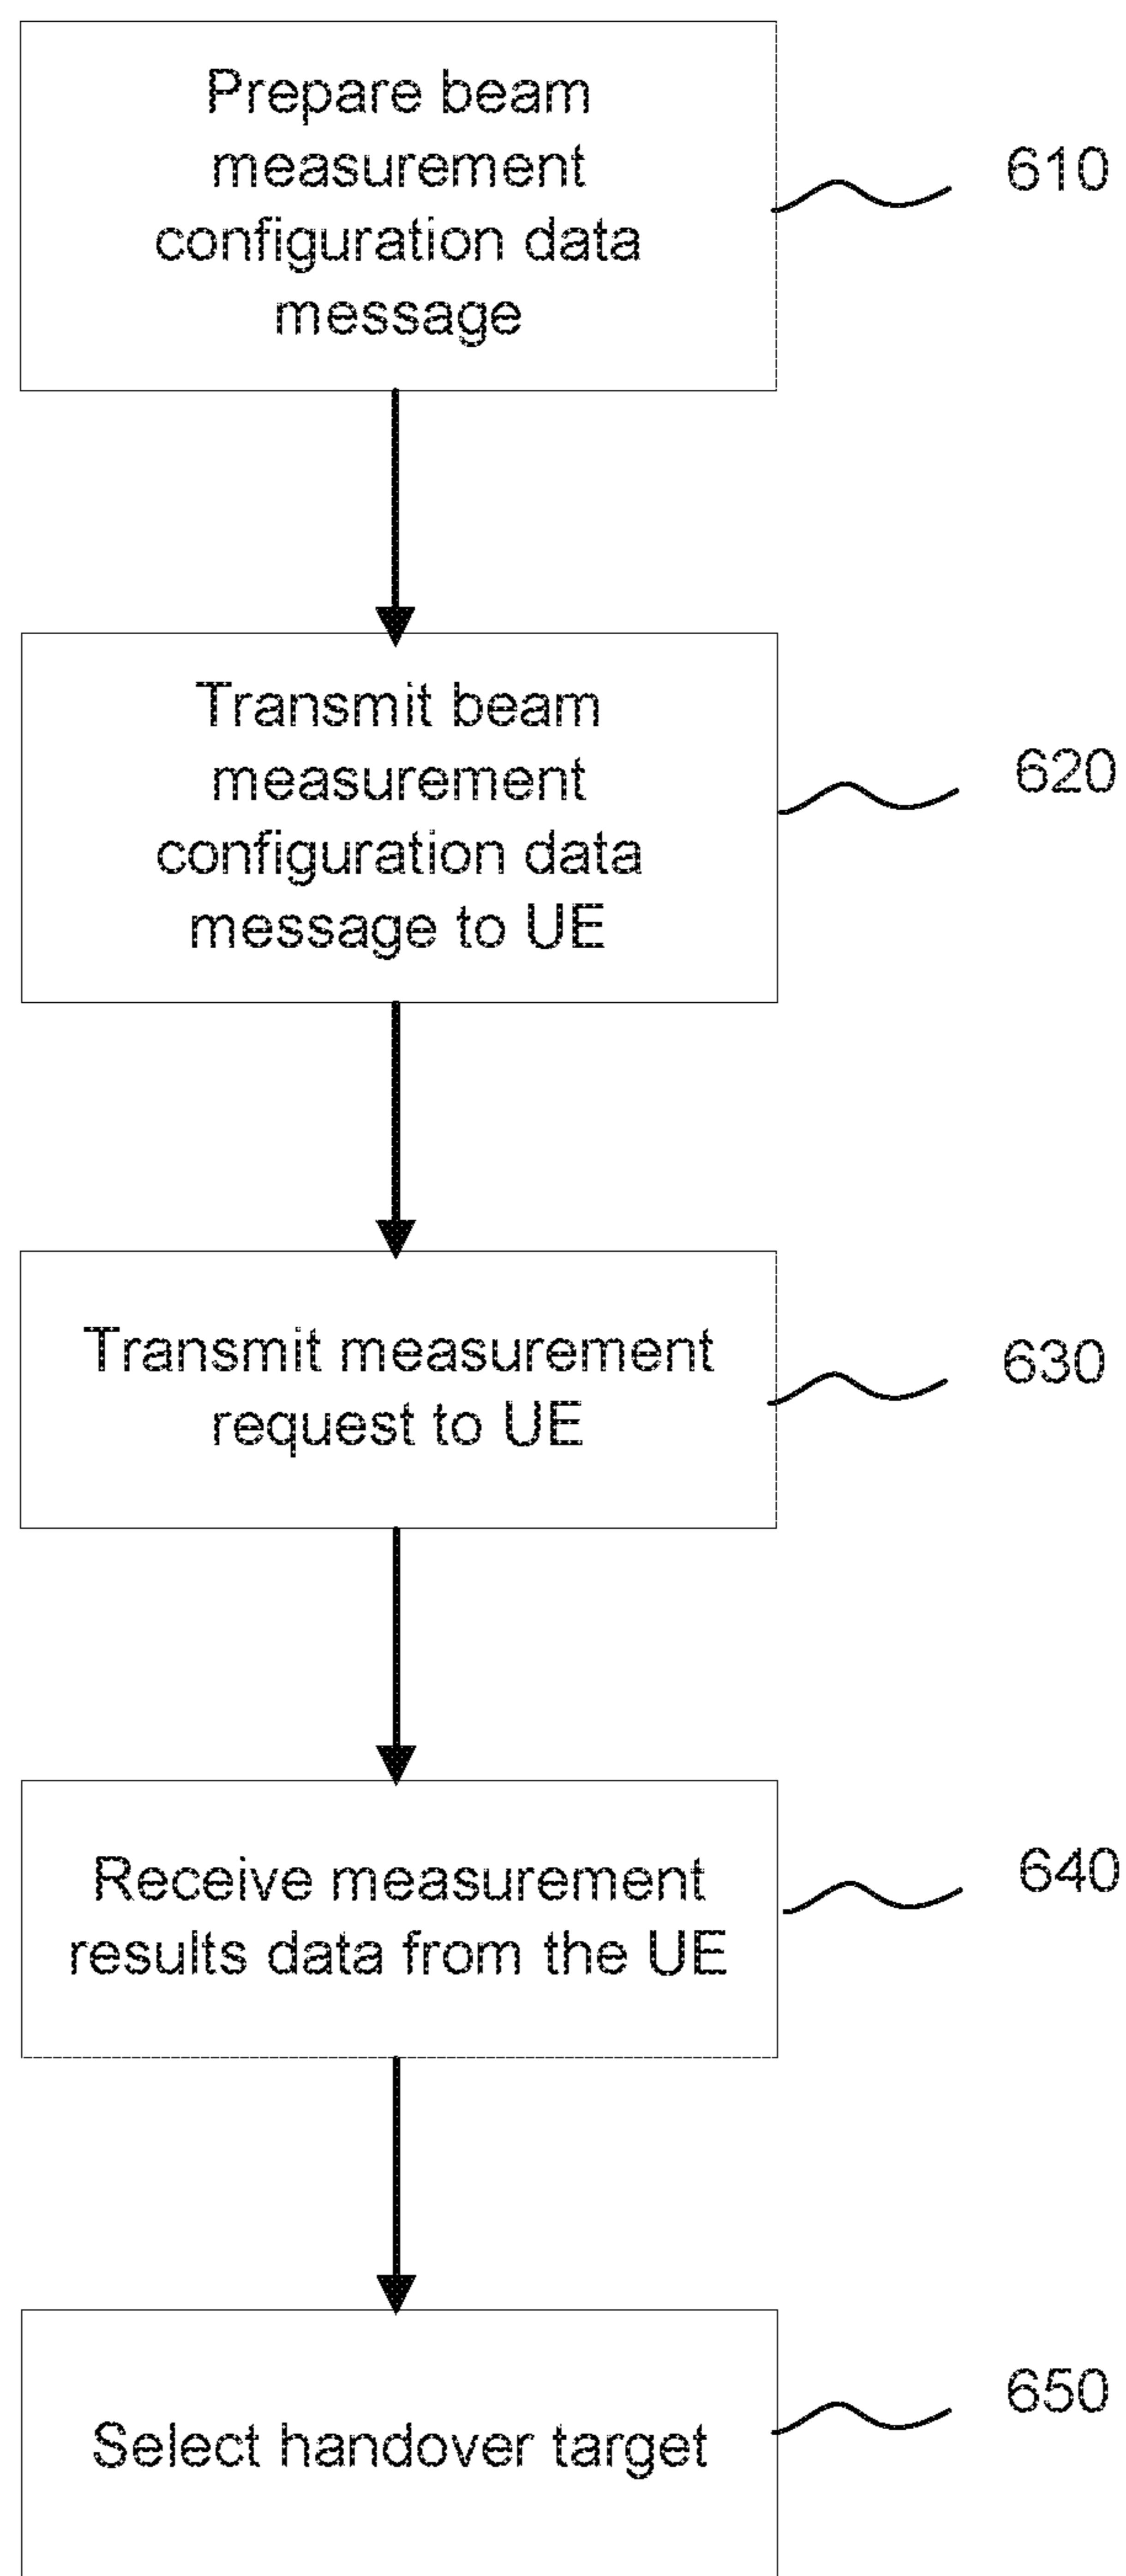 Prepare beam
measurement
configuration data
message
610
Transmit beam
measurement
configuration data
message to UE
620
Transmit measurement
request to UE
630
Receive measurement
results data from the UE
640
Select handover target
650